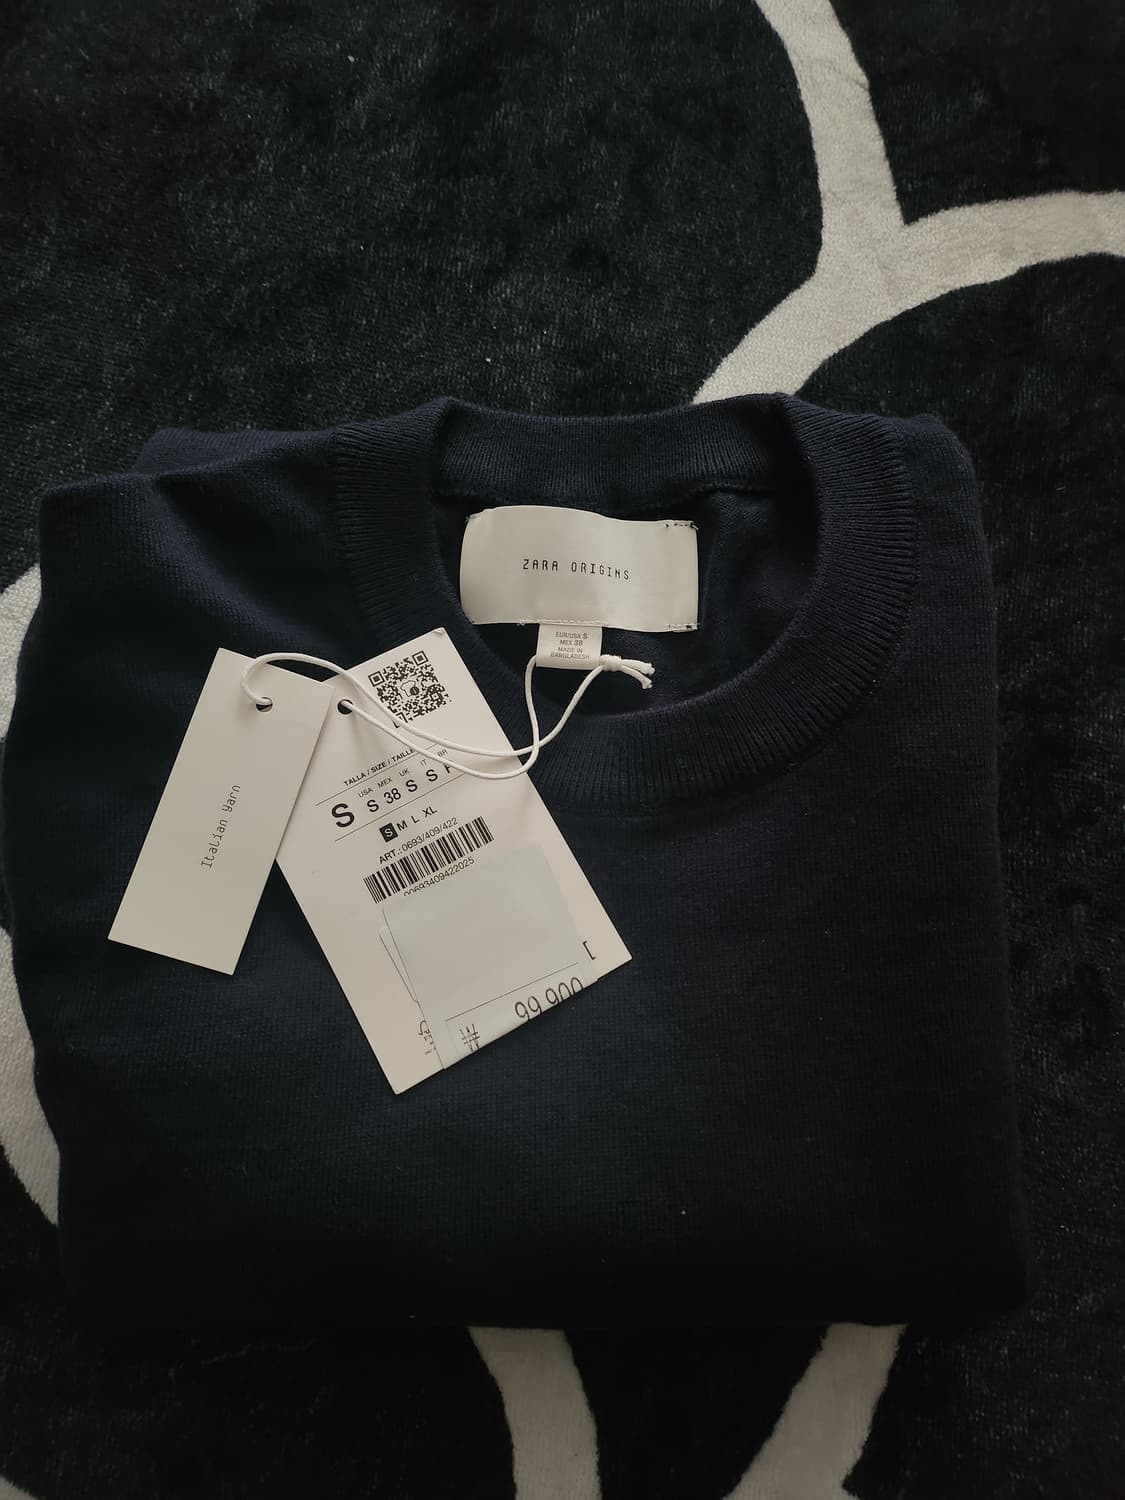 ZARA ORIGINS
EUR/USA S
MEX 38
MADE IN
BANGLADESH
Italian Yarn
TALLA / SIZE / TAILLE
USA MEX UK IT BR
S S 38 S S
S M L XL
ART.: 0693/409/422
00693409422025
₩ 99,900